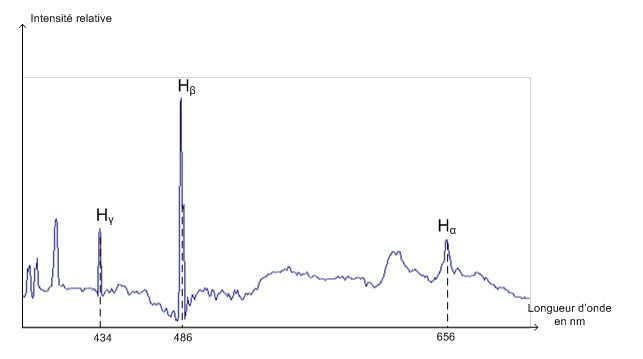 Intensité relative
Hβ
Hγ
Hα
Longueur d'onde
en nm
434
486
656